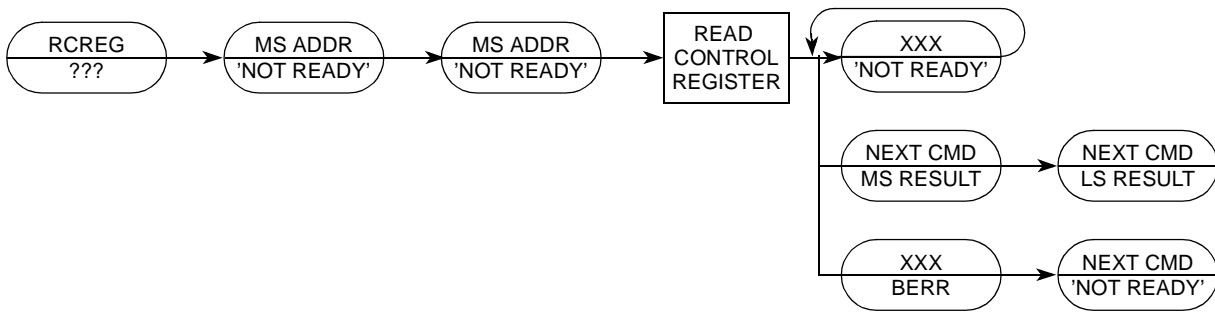 RCREG
???
MS ADDR
'NOT READY'
MS ADDR
'NOT READY'
READ
CONTROL
REGISTER
XXX
'NOT READY'
NEXT CMD
MS RESULT
NEXT CMD
LS RESULT
XXX
BERR
NEXT CMD
'NOT READY'